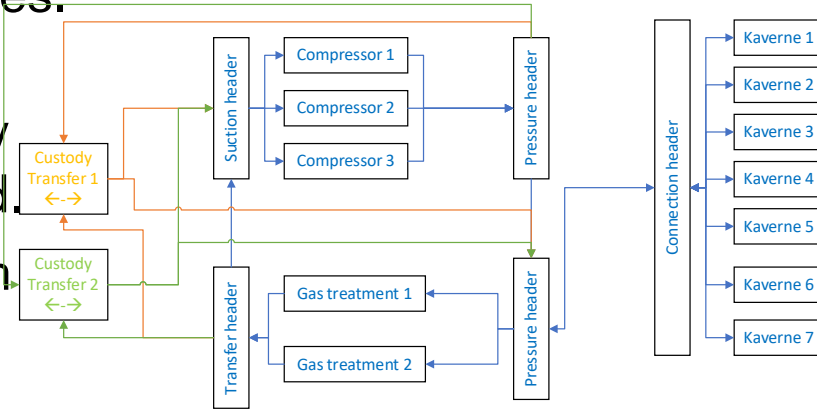 es.
y
d.
n
Custody
Transfer 1
←-→
Custody
Transfer 2
←-→
Suction header
Transfer header
Compressor 1
Compressor 2
Compressor 3
Gas treatment 1
Gas treatment 2
Pressure header
Pressure header
Connection header
Kaverne 1
Kaverne 2
Kaverne 3
Kaverne 4
Kaverne 5
Kaverne 6
Kaverne 7